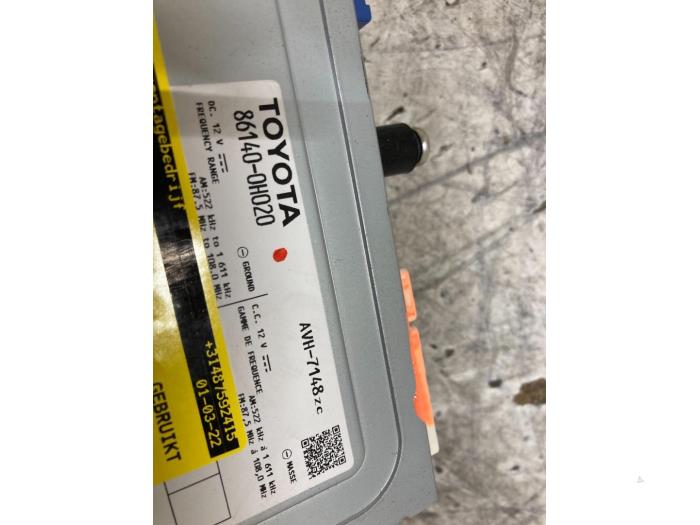 TOYOTA
86140-0H020
DC. 12 V
FREQUENCY RANGE
AM:522 kHz to 1 611 kHz
FM:87,5 MHz to 108,0 MHz
GROUND
C.C. 12 V
GAMME DE FREQUENCE
AM:522 kHz à 1 611 kHz
FM:87,5 MHz à 108,0 MHz
MASSE
AVH-7148zc
+31487592415
01-03-22
GEBRUIKT